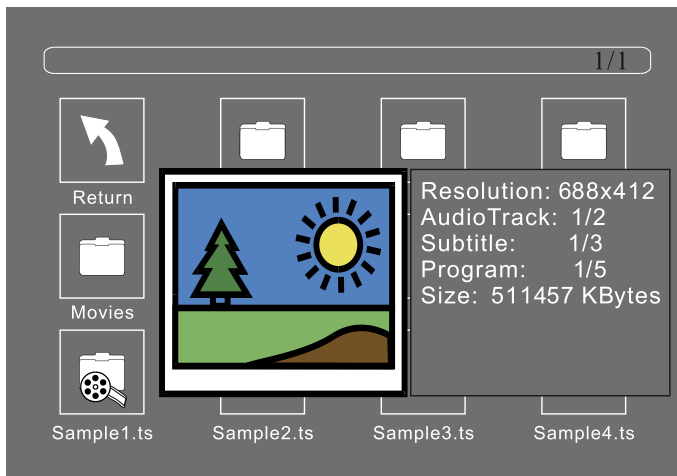 1/1
Return
Resolution: 688x412
AudioTrack: 1/2
Subtitle: 1/3
Program: 1/5
Size: 511457 KBytes
Movies
Sample1.ts Sample2.ts Sample3.ts Sample4.ts